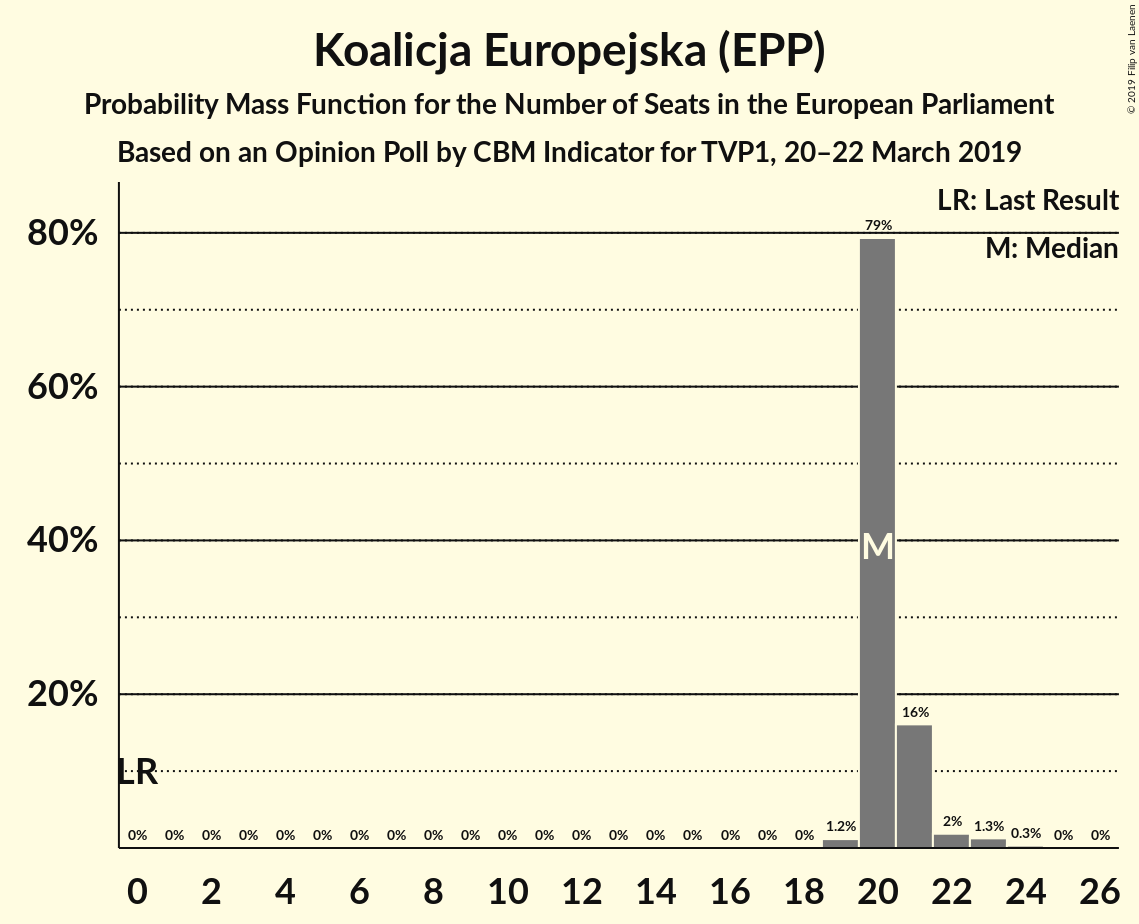 Koalicja Europejska (EPP)
Probability Mass Function for the Number of Seats in the European Parliament
Based on an Opinion Poll by CBM Indicator for TVP1, 20–22 March 2019
© 2019 Filip van Laenen
LR: Last Result
M: Median
80%
60%
40%
20%
79%
M
16%
LR
0% 0% 0% 0% 0% 0% 0% 0% 0% 0% 0% 0% 0% 0% 0% 0% 0% 0% 0% 1.2% 2% 1.3% 0.3% 0% 0%
0 2 4 6 8 10 12 14 16 18 20 22 24 26